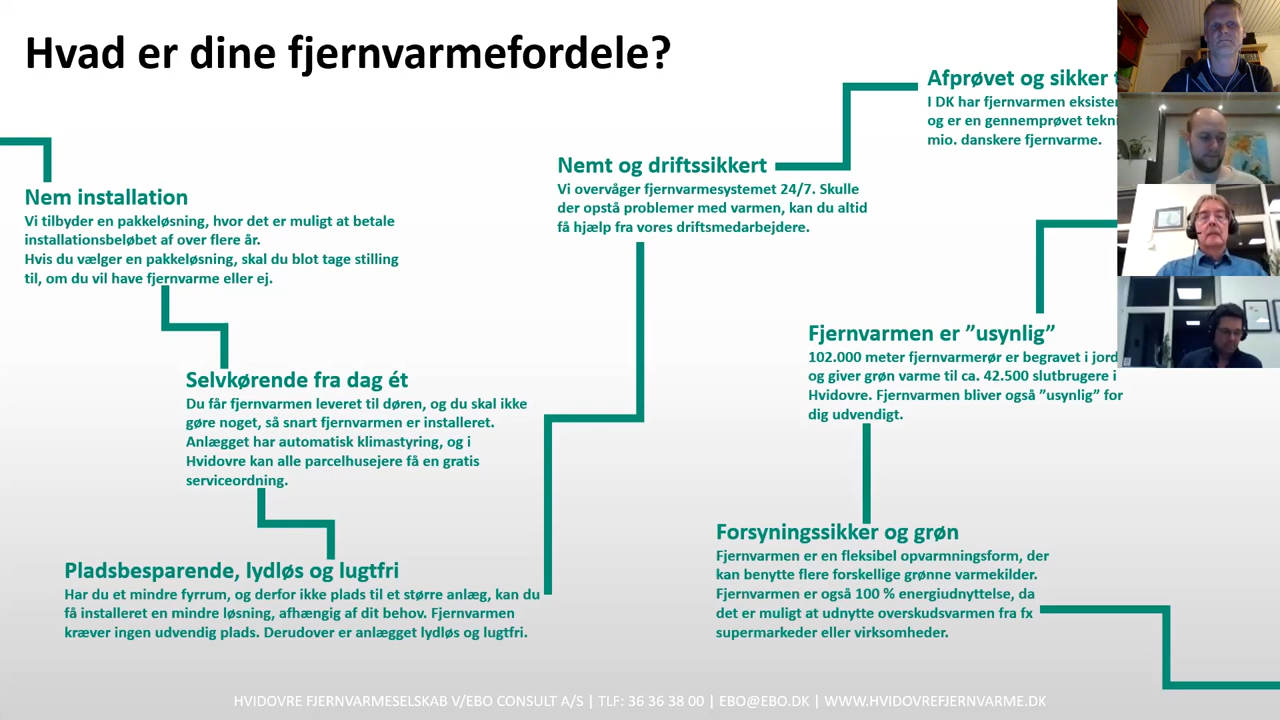 Hvad er dine fjernvarmefordele?
Nem installation
Vi tilbyder en pakkeløsning, hvor det er muligt at betale
installationsbeløbet af over flere år.
Hvis du vælger en pakkeløsning, skal du blot tage stilling
til, om du vil have fjernvarme eller ej.
Selvkørende fra dag ét
Du får fjernvarmen leveret til døren, og du skal ikke
gøre noget, så snart fjernvarmen er installeret.
Anlægget har automatisk klimastyring, og i
Hvidovre kan alle parcelhusejere få en gratis
serviceordning.
Pladsbesparende, lydløs og lugtfri
Har du et mindre fyrrum, og derfor ikke plads til et større anlæg, kan du
få installeret en mindre løsning, afhængig af dit behov. Fjernvarmen
kræver ingen udvendig plads. Derudover er anlægget lydløs og lugtfri.
Nemt og driftssikkert
Vi overvåger fjernvarmesystemet 24/7. Skulle
der opstå problemer med varmen, kan du altid
få hjælp fra vores driftsmedarbejdere.
Afprøvet og sikker
I DK har fjernvarmen
og er en gennemprøvet
mio. danskere fjernvarme.
Fjernvarmen er ”usynlig”
102.000 meter fjernvarmerør er begravet i
og giver grøn varme til ca. 42.500 slutbrugere i
Hvidovre. Fjernvarmen bliver også ”usynlig” for
dig udvendigt.
Forsyningssikker og grøn
Fjernvarmen er en fleksibel opvarmningsform, der
kan benytte flere forskellige grønne varmekilder.
Fjernvarmen er også 100 % energiudnyttelse, da
det er muligt at udnytte overskudsvarmen fra fx
supermarkeder eller virksomheder.
HVIDOVRE FJERNVARMESELSKAB V/EBO CONSULT A/S | TLF: 36 36 38 00 | EBO@EBO.DK | WWW.HVIDOVREFJERNVARME.DK